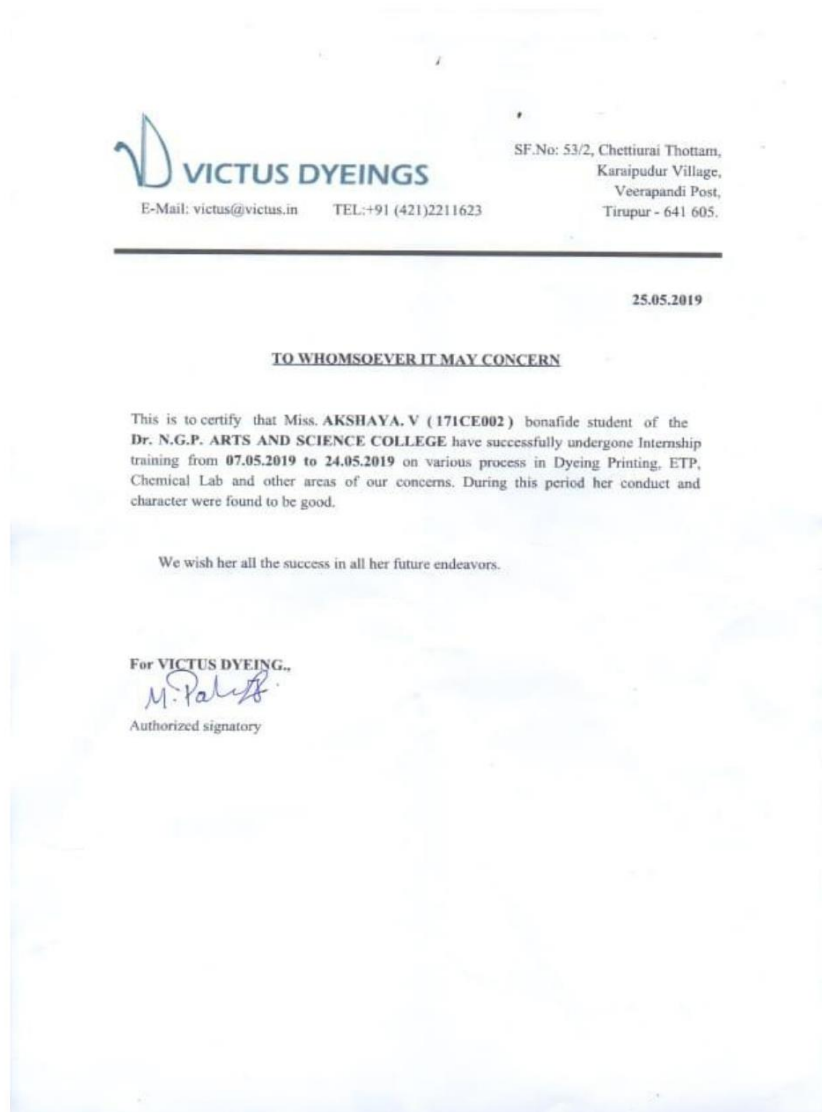 VICTUS DYEINGS
E-Mail: victus@victus.in TEL:+91 (421)2211623
SF.No: 53/2, Chettiurai Thottam,
Karaipudur Village,
Veerapandi Post,
Tirupur - 641 605.
25.05.2019
TO WHOMSOEVER IT MAY CONCERN
This is to certify that Miss. AKSHAYA. V (171CE002) bonafide student of the
Dr. N.G.P. ARTS AND SCIENCE COLLEGE have successfully undergone Internship
training from 07.05.2019 to 24.05.2019 on various process in Dyeing Printing, ETP,
Chemical Lab and other areas of our concerns. During this period her conduct and
character were found to be good.
We wish her all the success in all her future endeavors.
For VICTUS DYEING.,
M.
Authorized signatory